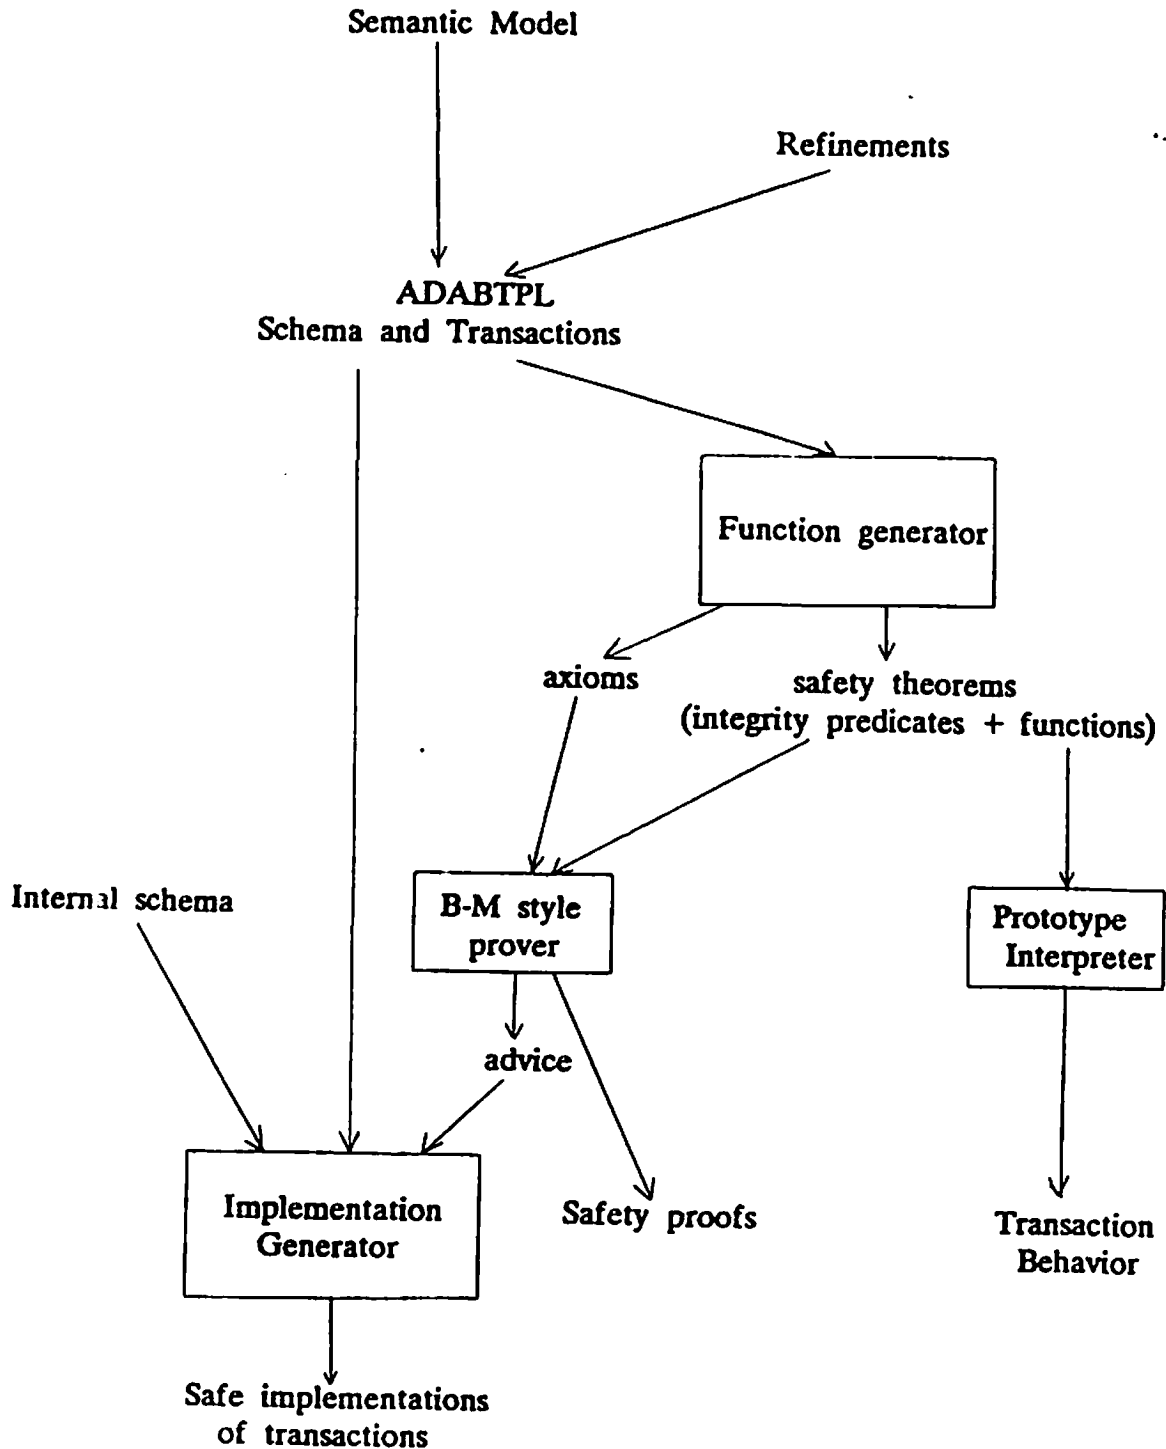 Semantic Model
Refinements
ADABTPL
Schema and Transactions
Function generator
axioms
safety theorems
(integrity predicates + functions)
Internal schema
B-M style
prover
Prototype
Interpreter
advice
Implementation
Generator
Safety proofs
Transaction
Behavior
Safe implementations
of transactions